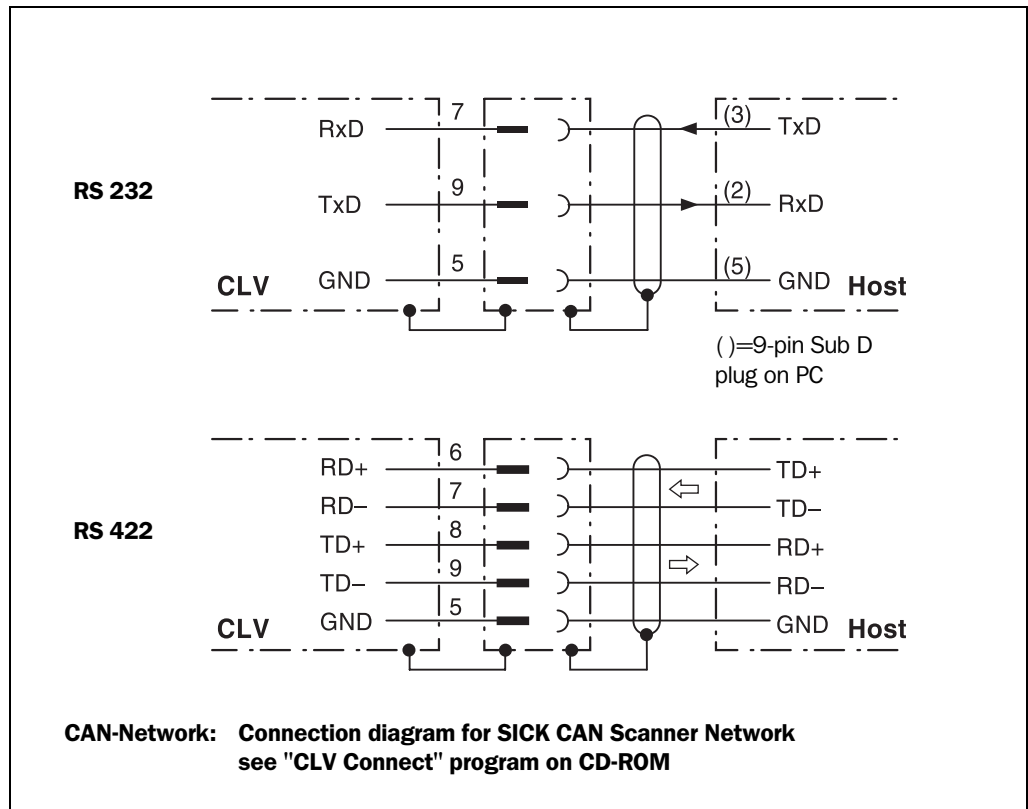 RS 232
RxD 7 (3) TxD
TxD 9 (2) RxD
CLV GND 5 (5) GND Host
( )=9-pin Sub D
plug on PC
RS 422
RD+ 6 TD+
RD– 7 TD–
TD+ 8 RD+
TD– 9 RD–
CLV GND 5 GND Host
CAN-Network: Connection diagram for SICK CAN Scanner Network
see "CLV Connect" program on CD-ROM